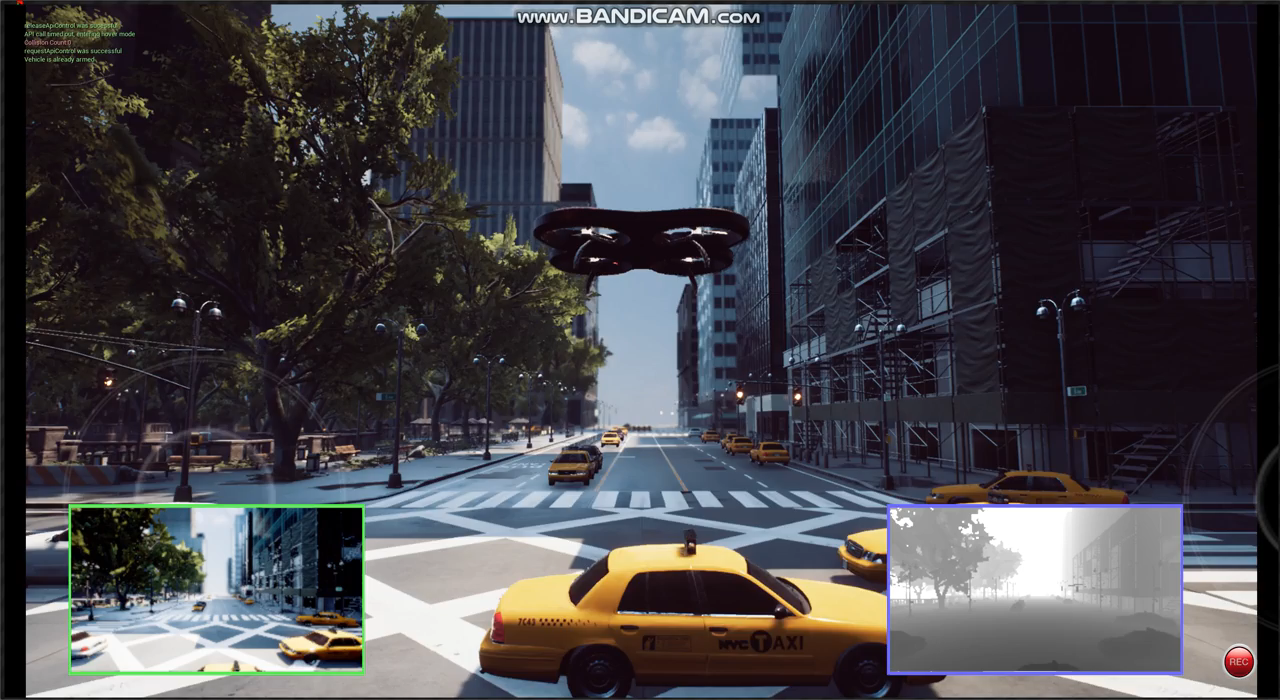 www.BANDICAM.com
releaseApiControl was successful
API call timed out, entering hover mode
Collision Count:0
requestApiControl was successful
Vehicle is already armed
7C43
NYC TAXI
REC